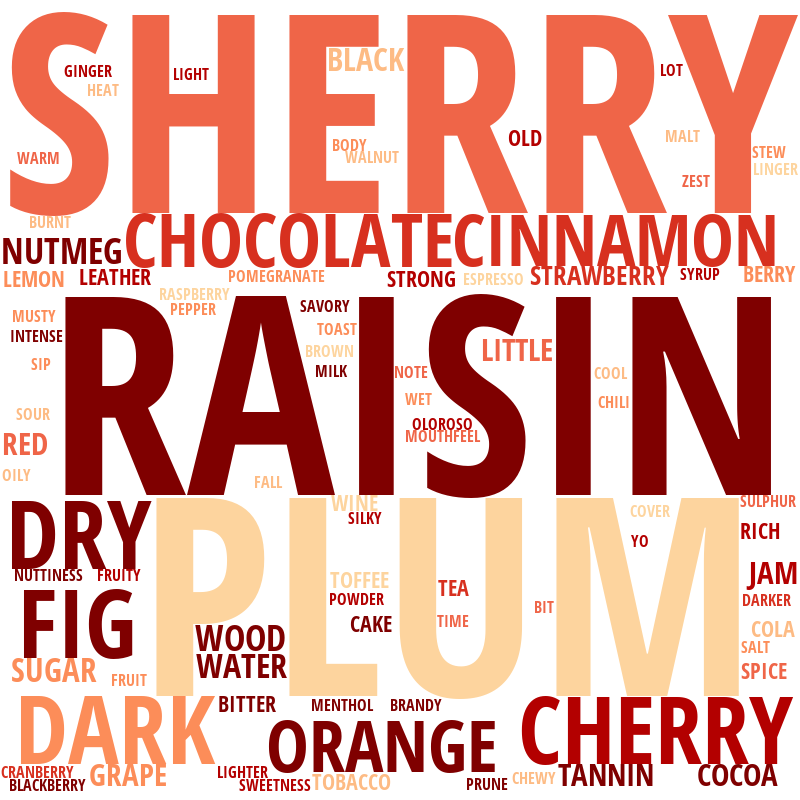 SHERRY
BLACK
GINGER
LIGHT
LOT
HEAT
OLD
MALT
BODY
WALNUT
STEW
WARM
LINGER
ZEST
BURNT
CHOCOLATE
CINNAMON
NUTMEG
LEMON
LEATHER
POMEGRANATE
STRONG
ESPRESSO
STRAWBERRY
SYRUP
BERRY
RASPBERRY
PEPPER
SAVORY
MUSTY
TOAST
INTENSE
BROWN
LITTLE
RAISIN
SIP
MILK
NOTE
COOL
WET
CHILI
SOUR
OLOROSO
MOUTHFEEL
RED
OILY
FALL
WINE
COVER
SULPHUR
SILKY
DRY
PLUM
YO
RICH
NUTTINESS
FRUITY
TOFFEE
TEA
JAM
POWDER
BIT
DARKER
FIG
CAKE
TIME
COLA
WOOD
WATER
SALT
SUGAR
FRUIT
SPICE
BITTER
MENTHOL
BRANDY
DARK
ORANGE
CHERRY
CRANBERRY
GRAPE
LIGHTER
TOBACCO
CHEWY
TANNIN
COCOA
BLACKBERRY
SWEETNESS
PRUNE